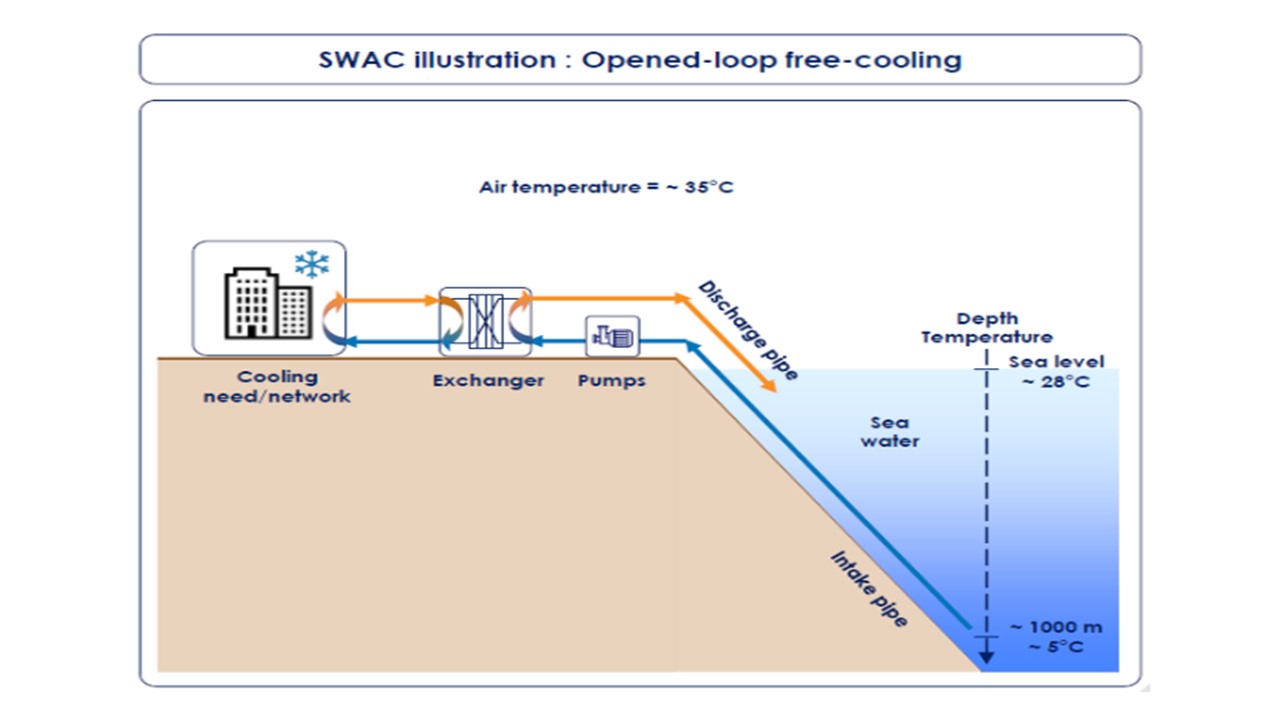 SWAC illustration : Opened-loop free-cooling
Air temperature = ~ 35°C
Discharge pipe
Depth
Temperature
Sea level
~ 28°C
Cooling
need/network
Exchanger
Pumps
Sea
water
Intake pipe
~ 1000 m
~ 5°C